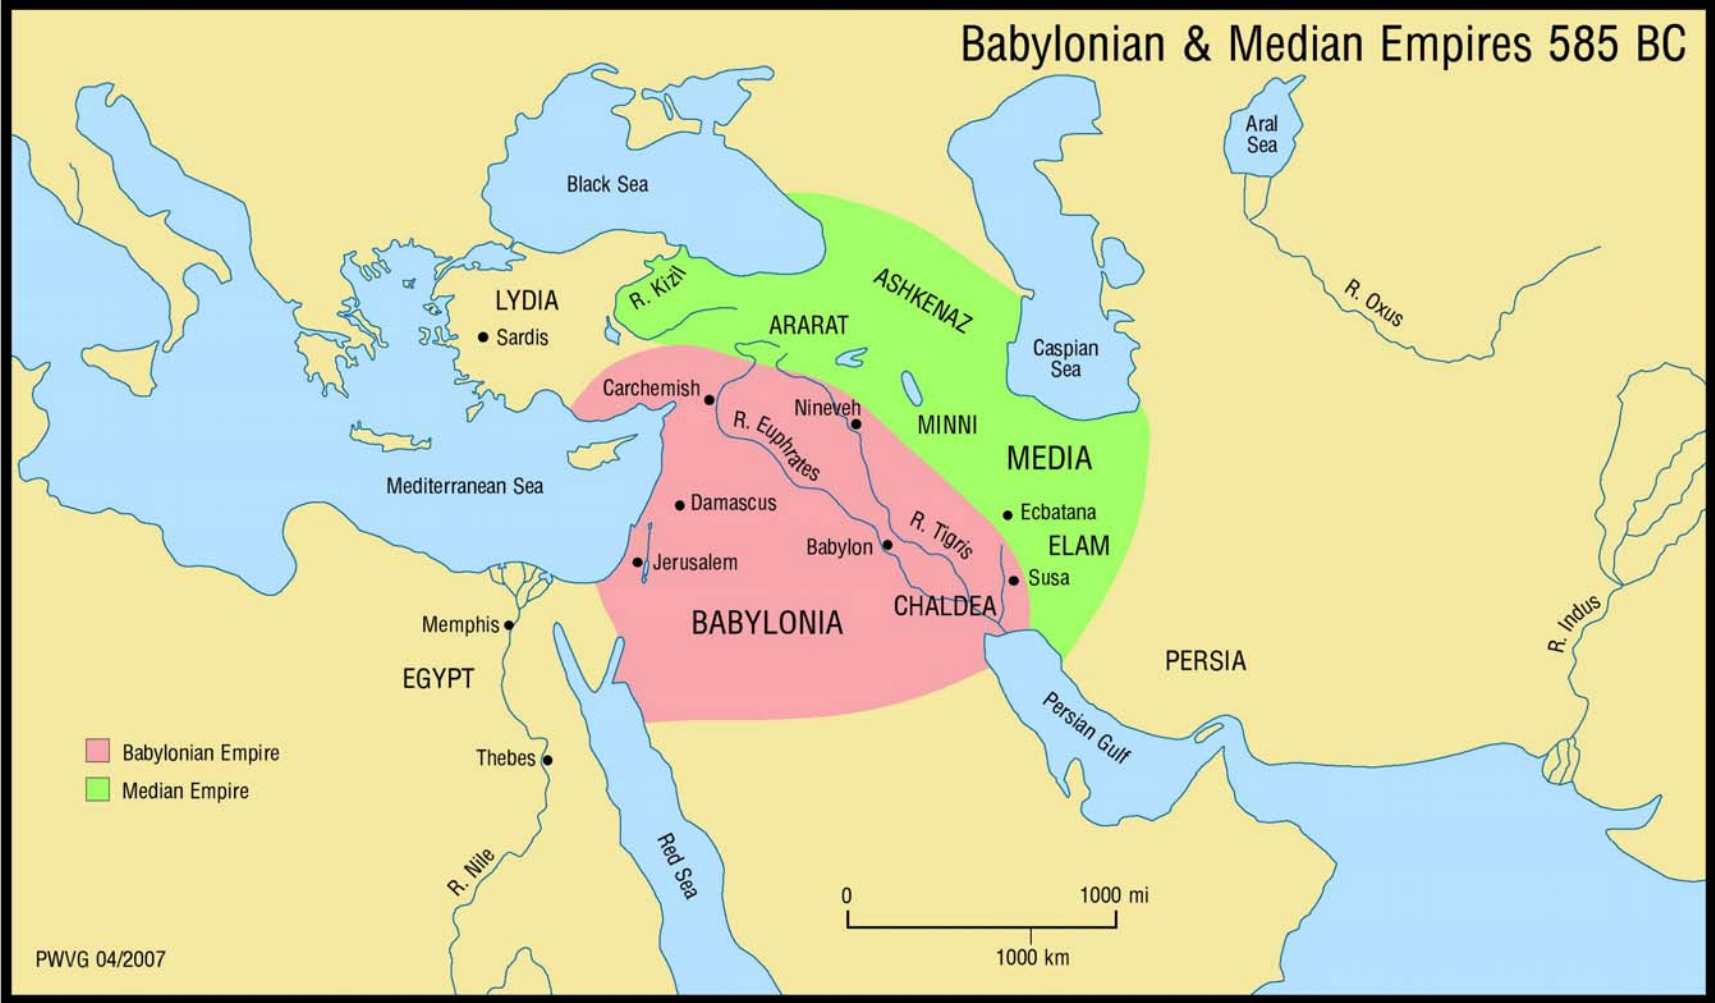 Babylonian & Median Empires 585 BC
Aral
Sea
Black Sea
R. Kizil
ASHKENAZ
R. Oxus
LYDIA
Sardis
ARARAT
Caspian
Sea
Carchemish
Nineveh
MINNI
R. Euphrates
MEDIA
Mediterranean Sea
Damascus
Ecbatana
R. Tigris
Babylon
ELAM
Jerusalem
Susa
CHALDEA
Memphis
BABYLONIA
R. Indus
PERSIA
EGYPT
Persian Gulf
Babylonian Empire
Thebes
Median Empire
R. Nile
Red Sea
0
1000 mi
1000 km
PWVG 04/2007